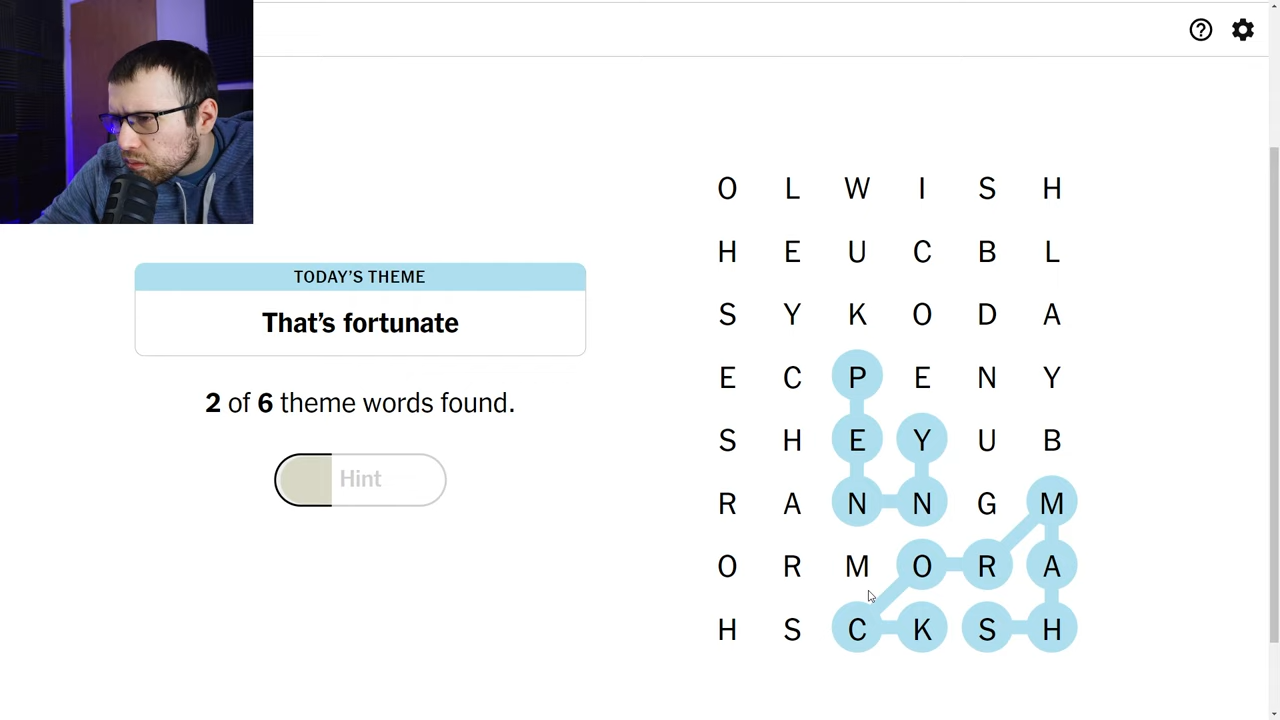 TODAY'S THEME
That's fortunate
2 of 6 theme words found.
Hint
O L W I S H
H E U C B L
S Y K O D A
E C P E N Y
S H E Y U B
R A N N G M
O R M O R A
H S C K S H